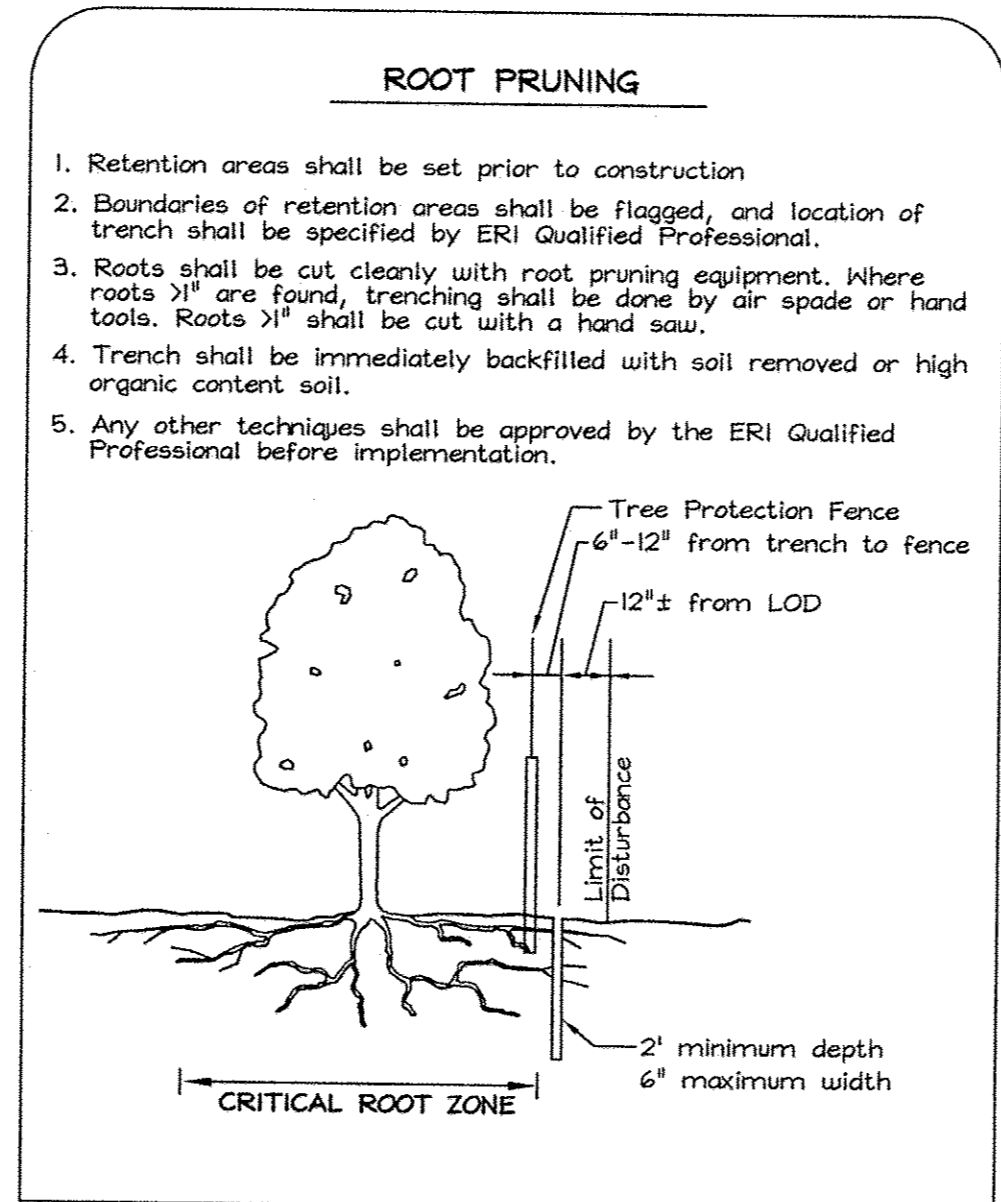 ROOT PRUNING
1. Retention areas shall be set prior to construction
2. Boundaries of retention areas shall be flagged, and location of
trench shall be specified by ERI Qualified Professional.
3. Roots shall be cut cleanly with root pruning equipment. Where
roots >1" are found, trenching shall be done by air spade or hand
tools. Roots >1" shall be cut with a hand saw.
4. Trench shall be immediately backfilled with soil removed or high
organic content soil.
5. Any other techniques shall be approved by the ERI Qualified
Professional before implementation.
Tree Protection Fence
6"-12" from trench to fence
12"± from LOD
Limit of
Disturbance
2' minimum depth
6" maximum width
CRITICAL ROOT ZONE